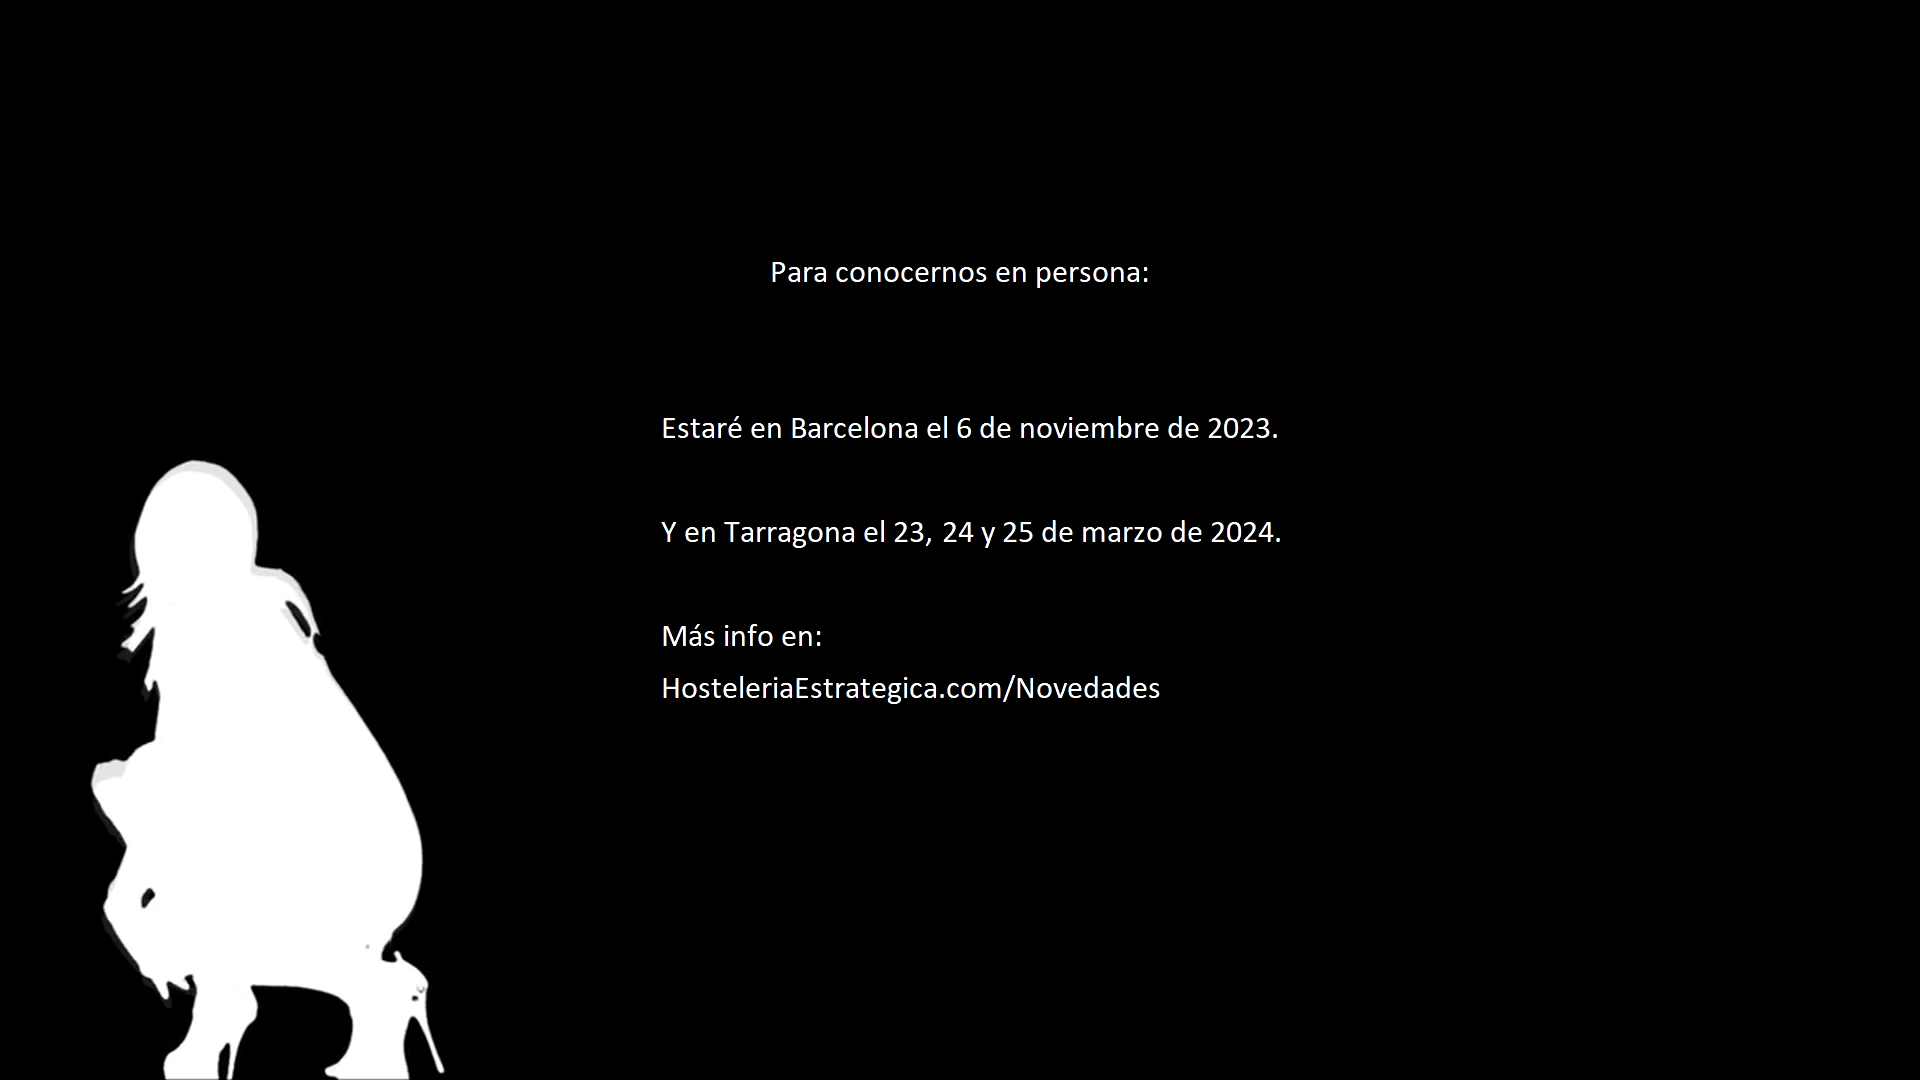 Para conocernos en persona:
Estaré en Barcelona el 6 de noviembre de 2023.
Y en Tarragona el 23, 24 y 25 de marzo de 2024.
Más info en:
HosteleriaEstrategica.com/Novedades